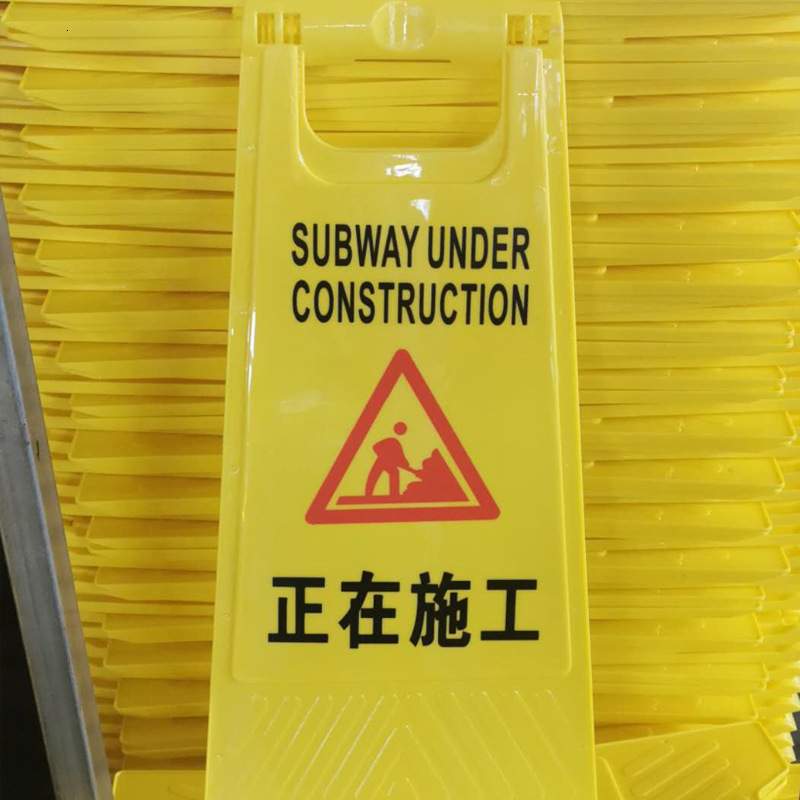 SUBWAY UNDER
CONSTRUCTION
正在施工